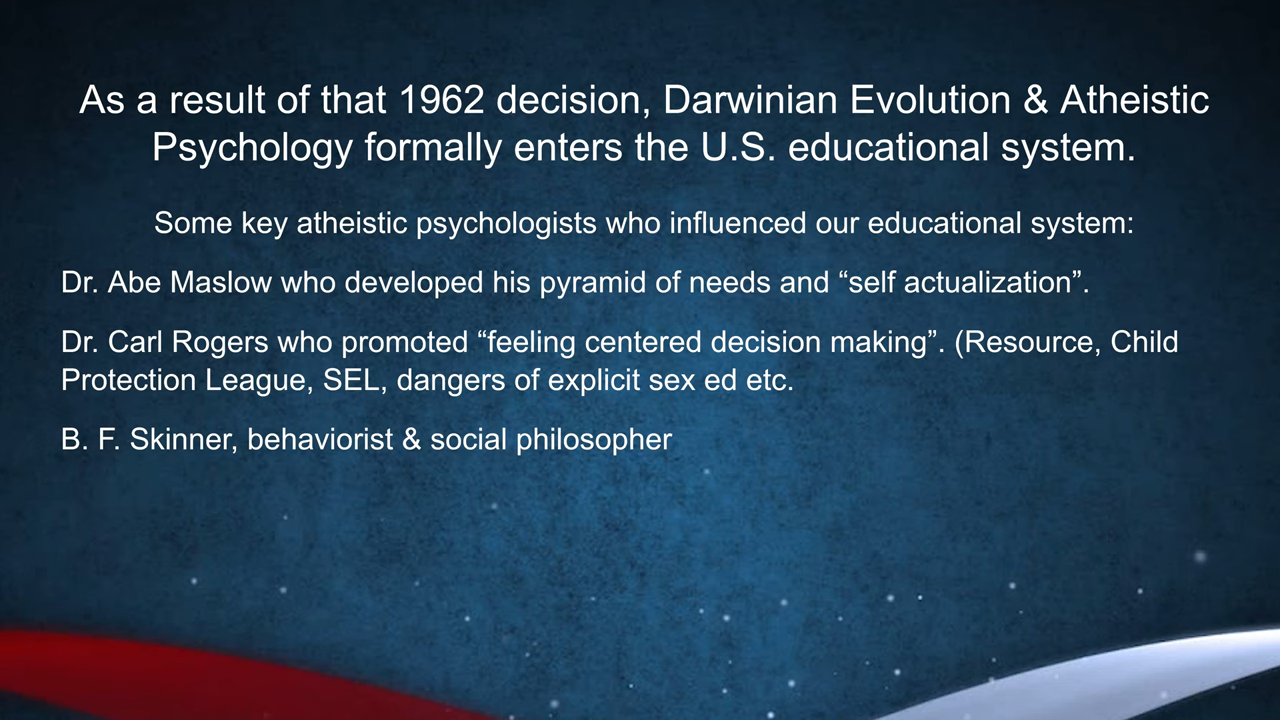 As a result of that 1962 decision, Darwinian Evolution & Atheistic
Psychology formally enters the U.S. educational system.
Some key atheistic psychologists who influenced our educational system:
Dr. Abe Maslow who developed his pyramid of needs and “self actualization”.
Dr. Carl Rogers who promoted “feeling centered decision making”. (Resource, Child
Protection League, SEL, dangers of explicit sex ed etc.
B. F. Skinner, behaviorist & social philosopher